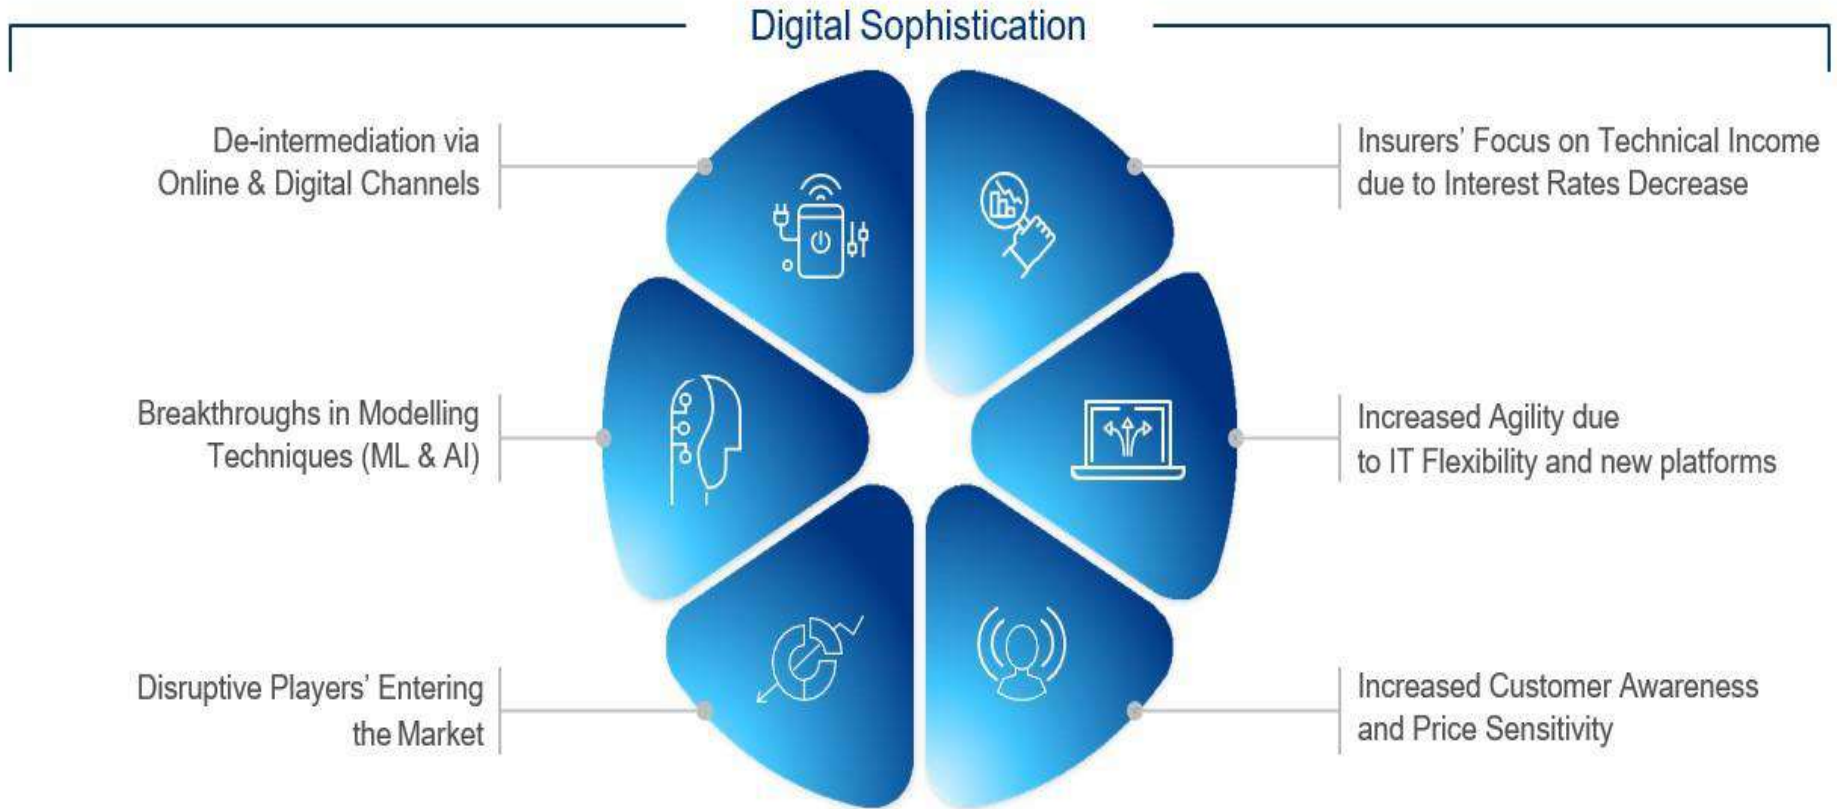 Digital Sophistication
De-intermediation via
Online & Digital Channels
Insurers’ Focus on Technical Income
due to Interest Rates Decrease
Breakthroughs in Modelling
Techniques (ML & AI)
Increased Agility due
to IT Flexibility and new platforms
Disruptive Players’ Entering
the Market
Increased Customer Awareness
and Price Sensitivity